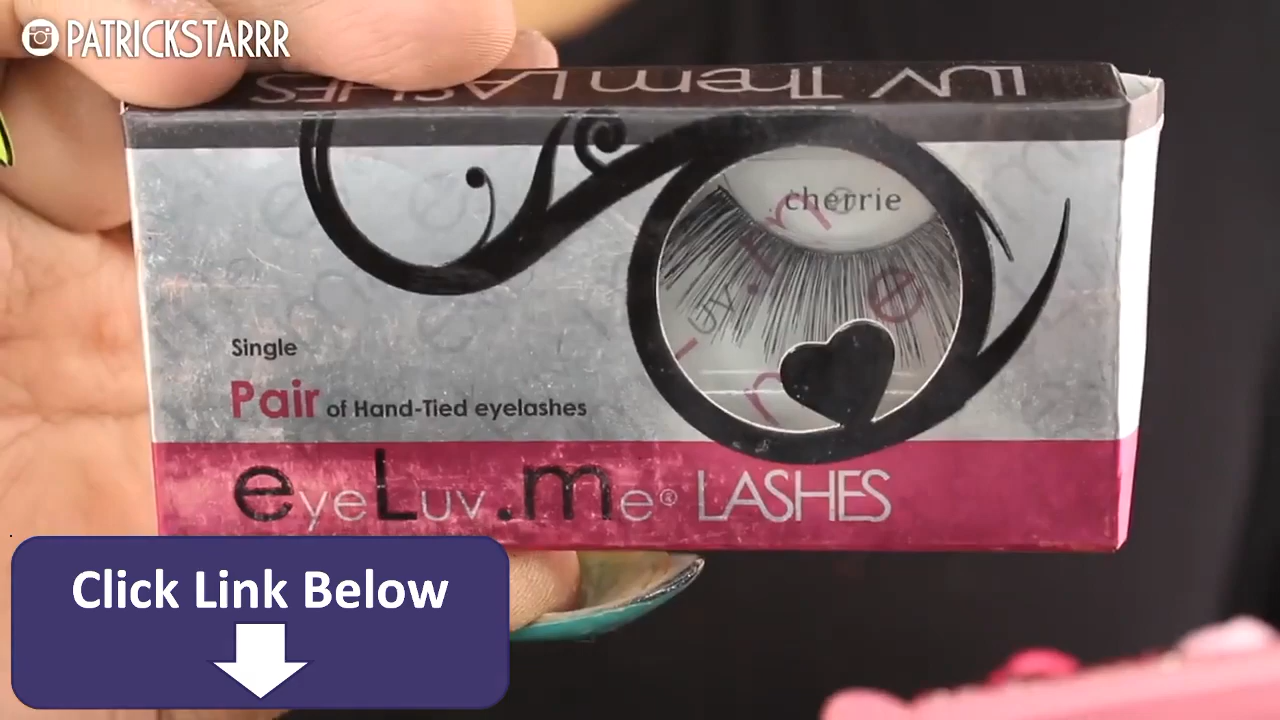 PATRICKSTARRR
LUV Them LASHES
cherrie
Single
Pair of Hand-Tied eyelashes
eyeLuv.me® LASHES
Click Link Below